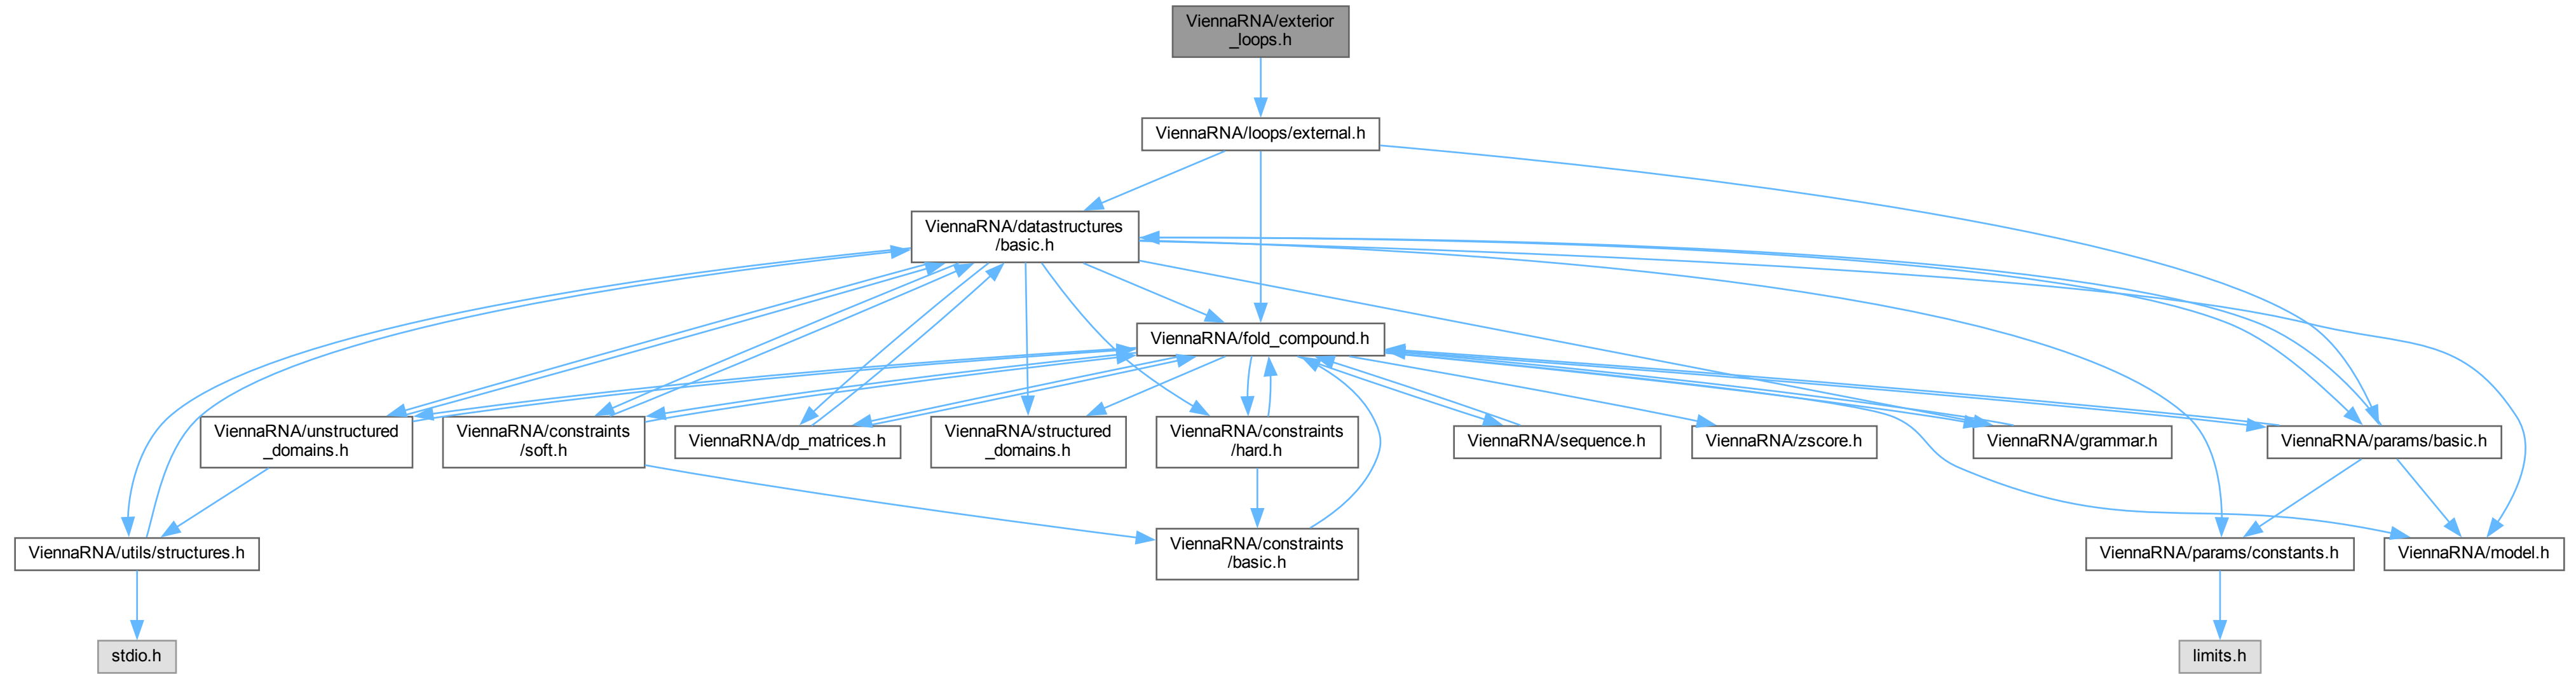 ViennaRNA/exterior
_loops.h
ViennaRNA/loops/external.h
ViennaRNA/datastructures
/basic.h
ViennaRNA/fold_compound.h
ViennaRNA/unstructured
_domains.h
ViennaRNA/constraints
/soft.h
ViennaRNA/dp_matrices.h
ViennaRNA/structured
_domains.h
ViennaRNA/constraints
/hard.h
ViennaRNA/sequence.h
ViennaRNA/zscore.h
ViennaRNA/grammar.h
ViennaRNA/params/basic.h
ViennaRNA/utils/structures.h
ViennaRNA/constraints
/basic.h
ViennaRNA/params/constants.h
ViennaRNA/model.h
stdio.h
limits.h